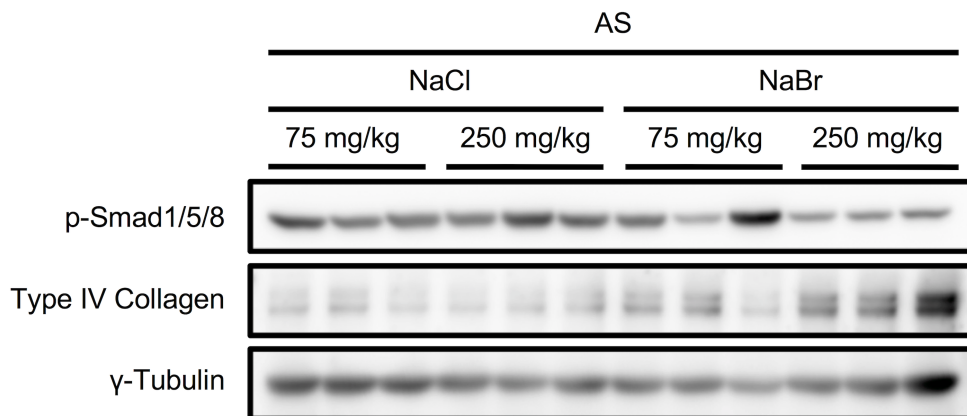 AS
NaCl NaBr
75 mg/kg 250 mg/kg 75 mg/kg 250 mg/kg
p-Smad1/5/8
Type IV Collagen
γ-Tubulin